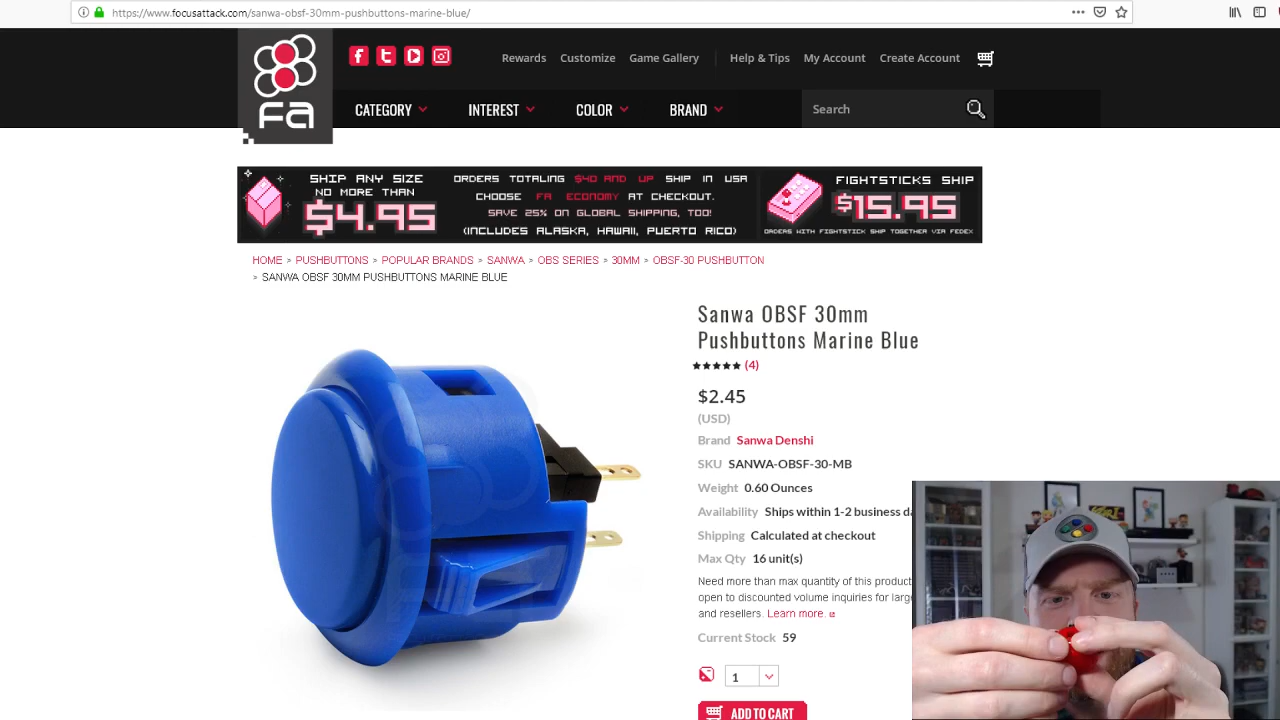 https://www.focusattack.com/sanwa-obsf-30mm-pushbuttons-marine-blue/
Rewards Customize Game Gallery Help & Tips My Account Create Account
FA
CATEGORY INTEREST COLOR BRAND Search
SHIP ANY SIZE
NO MORE THAN
$4.95
ORDERS TOTALING $40 AND UP SHIP IN USA
CHOOSE FA ECONOMY AT CHECKOUT.
SAVE 25% ON GLOBAL SHIPPING, TOO!
(INCLUDES ALASKA, HAWAII, PUERTO RICO)
FIGHTSTICKS SHIP
$15.95
ORDERS WITH FIGHTSTICK SHIP TOGETHER VIA FEDEX
HOME > PUSHBUTTONS > POPULAR BRANDS > SANWA > OBS SERIES > 30MM > OBSF-30 PUSHBUTTON
> SANWA OBSF 30MM PUSHBUTTONS MARINE BLUE
Sanwa OBSF 30mm
Pushbuttons Marine Blue
(4)
$2.45
(USD)
Brand Sanwa Denshi
SKU SANWA-OBSF-30-MB
Weight 0.60 Ounces
Availability Ships within 1-2 business da
Shipping Calculated at checkout
Max Qty 16 unit(s)
Need more than max quantity of this product
open to discounted volume inquiries for large
and resellers. Learn more.
Current Stock 59
1
ADD TO CART